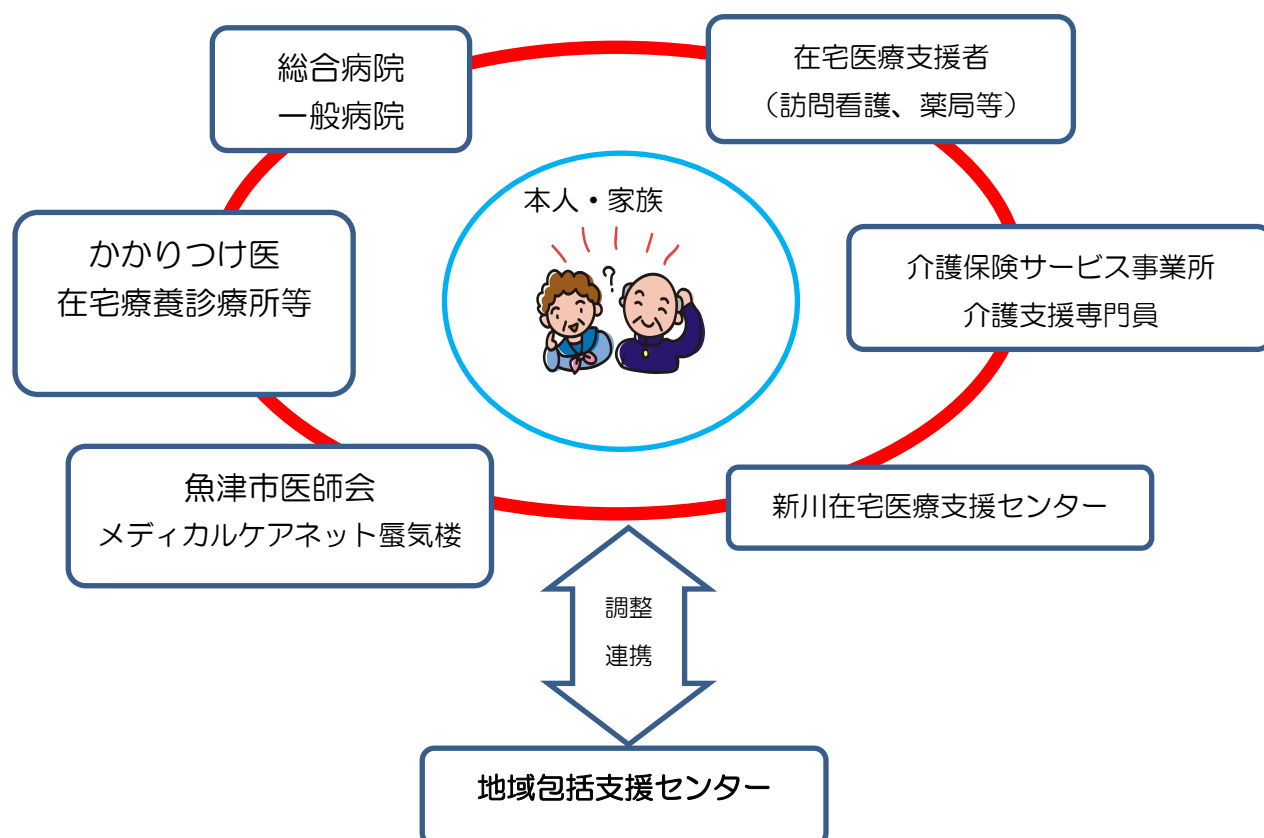 総合病院
一般病院
在宅医療支援者
（訪問看護、薬局等）
本人・家族
?
かかりつけ医
在宅療養診療所等
介護保険サービス事業所
介護支援専門員
魚津市医師会
メディカルケアネット蜃気楼
新川在宅医療支援センター
調整
連携
地域包括支援センター